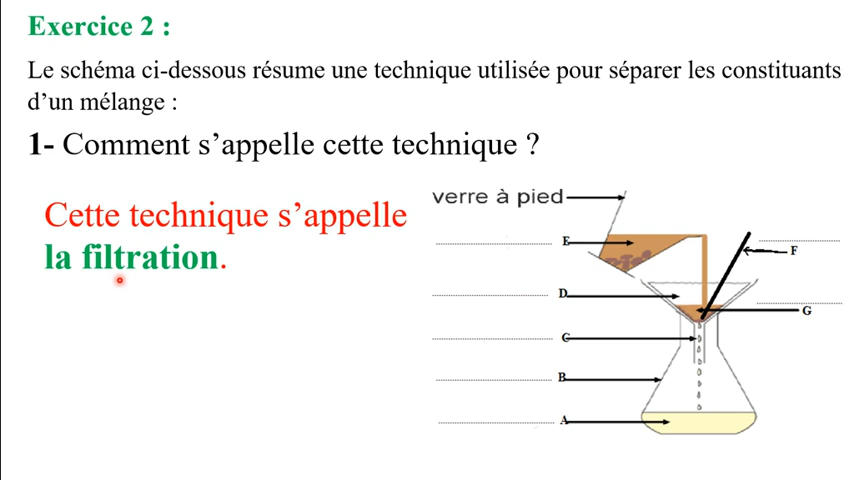 Exercice 2 :
Le schéma ci-dessous résume une technique utilisée pour séparer les constituants
d’un mélange :
1- Comment s’appelle cette technique ?
Cette technique s’appelle
la filtration.
verre à pied
E
F
D
G
C
B
A